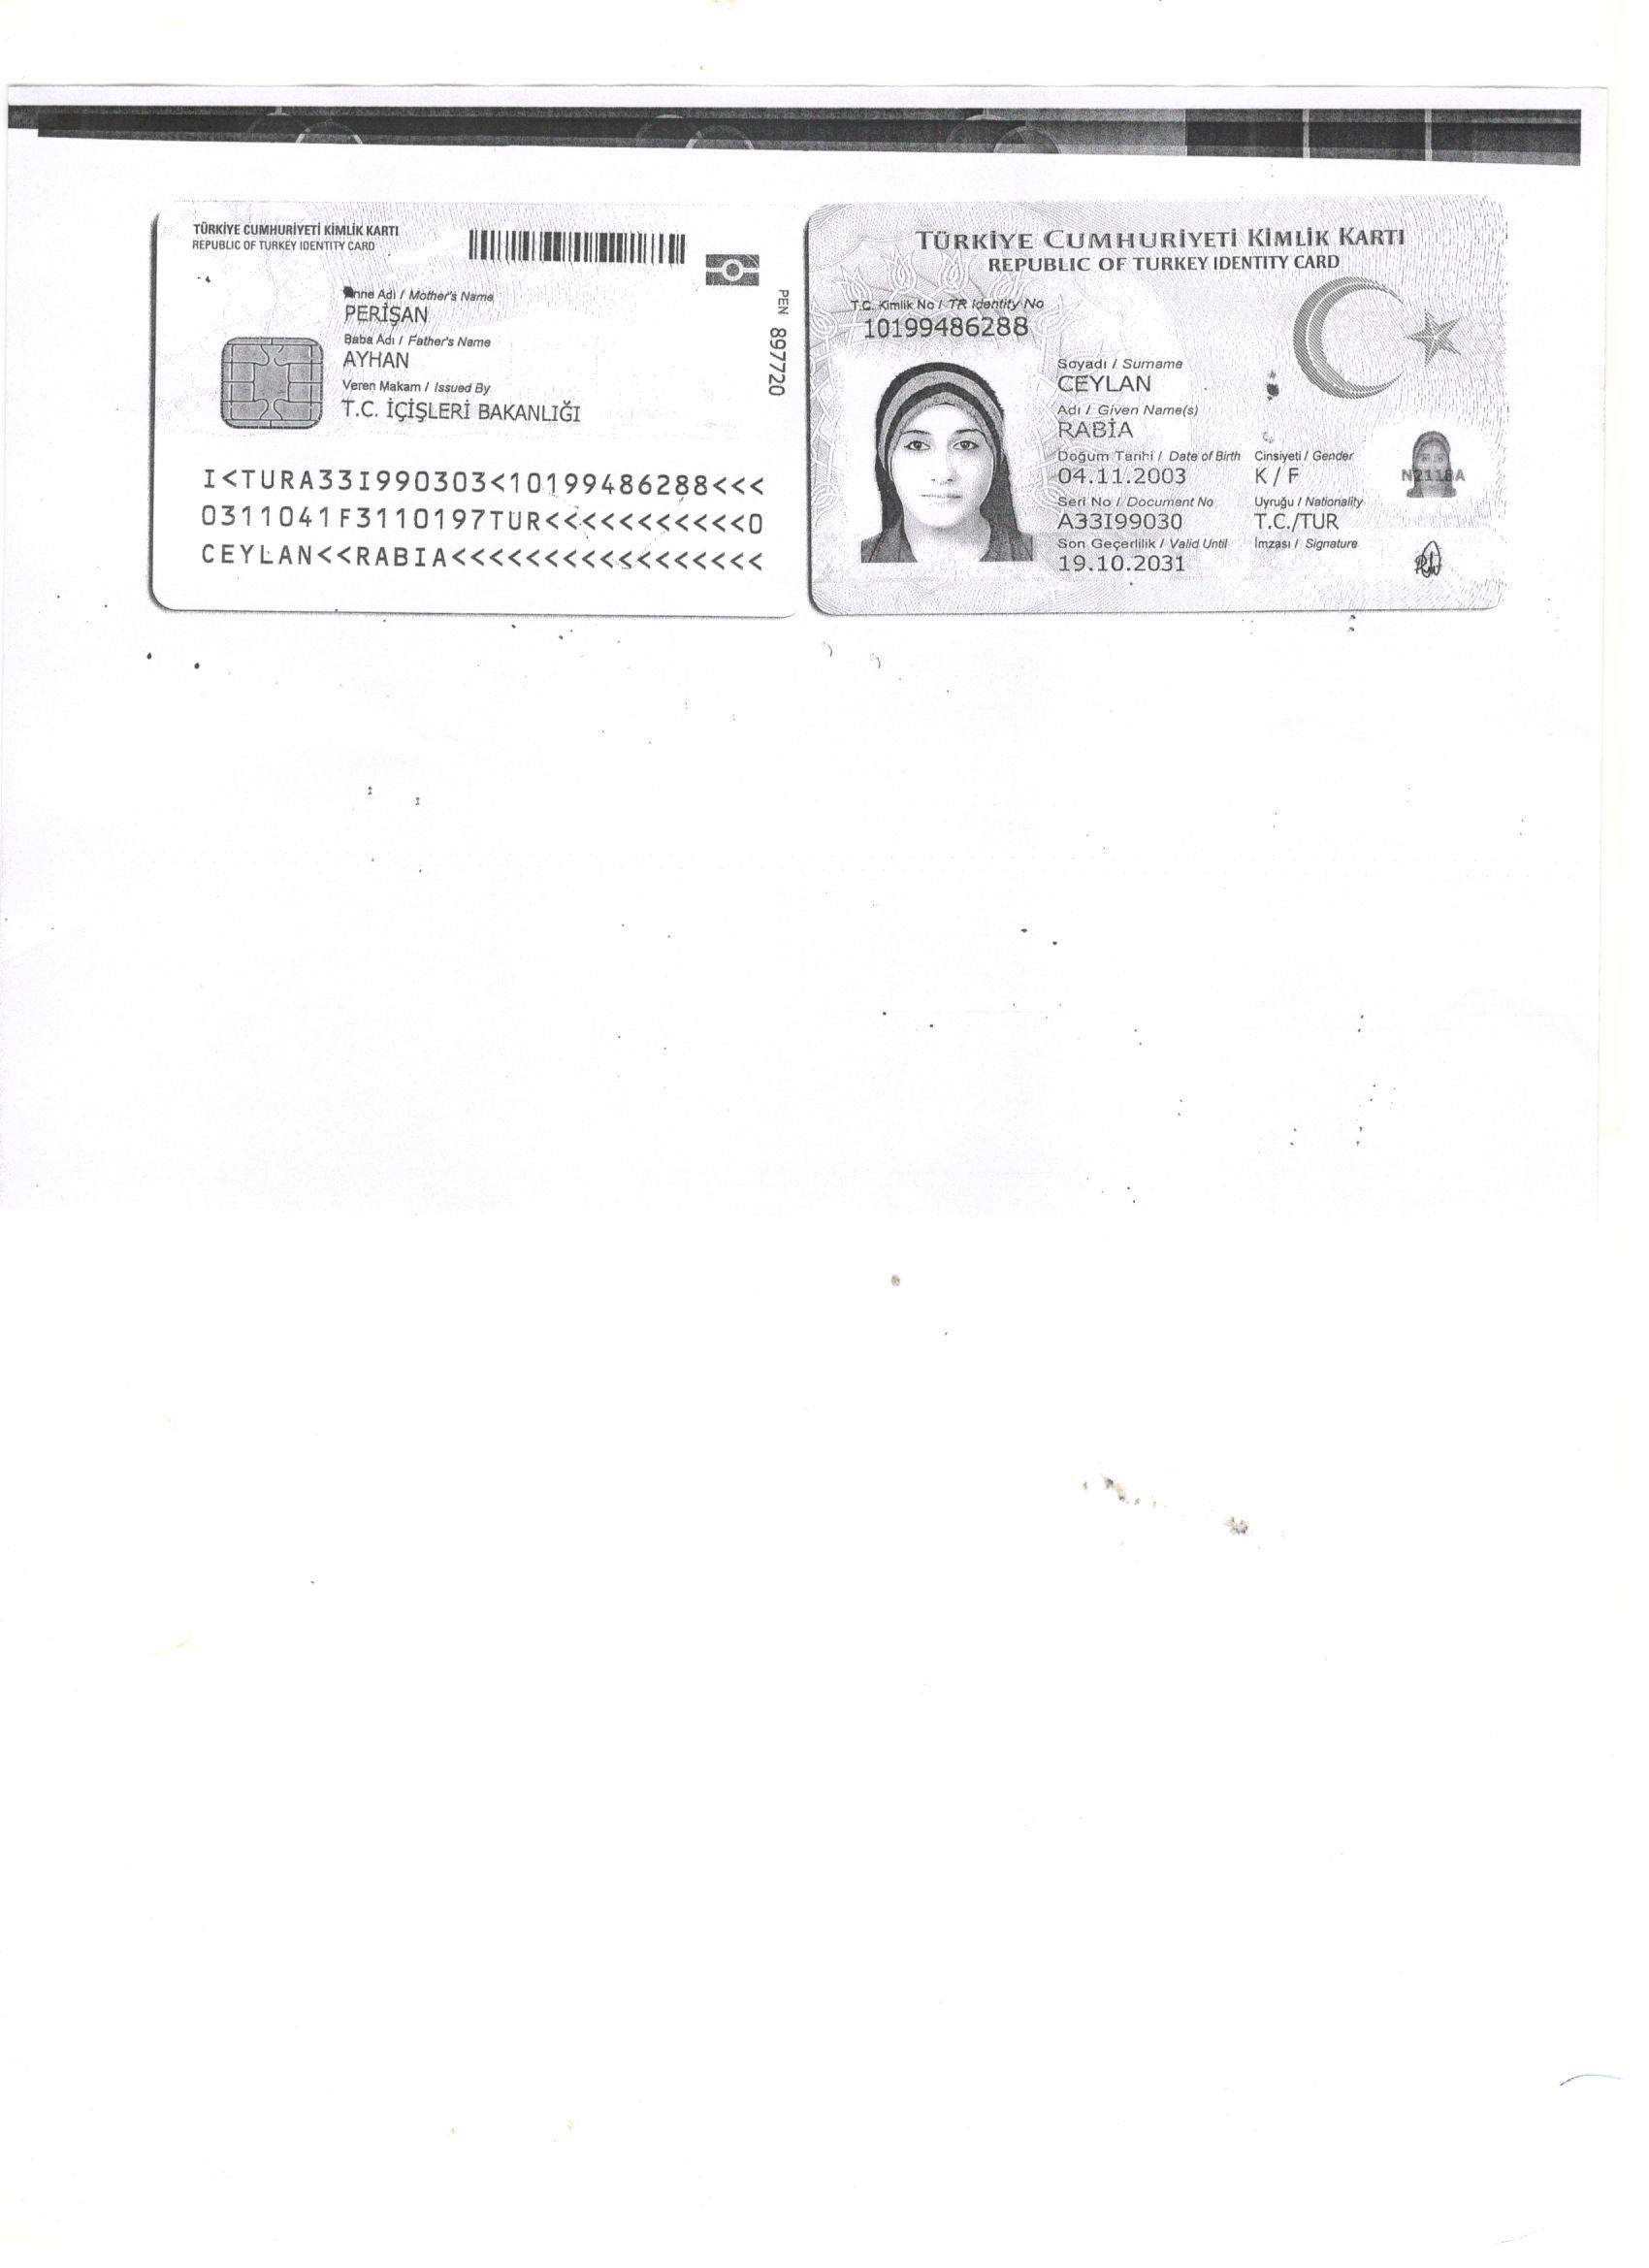 TÜRKİYE CUMHURİYETİ KİMLİK KARTI
REPUBLIC OF TURKEY IDENTITY CARD
Anne Adı / Mother's Name
PERİŞAN
Baba Adı / Father's Name
AYHAN
Veren Makam / Issued By
T.C. İÇİŞLERİ BAKANLIĞI
PEN 897720
I<TURA33I990303<10199486288<<<
0311041F3110197TUR<<<<<<<<<<<0
CEYLAN<<RABIA<<<<<<<<<<<<<<<<<
TÜRKİYE CUMHURİYETİ KİMLİK KARTI
REPUBLIC OF TURKEY IDENTITY CARD
T.C. Kimlik No / TR Identity No
10199486288
Soyadı / Surname
CEYLAN
Adı / Given Name(s)
RABİA
Doğum Tarihi / Date of Birth Cinsiyeti / Gender
04.11.2003 K / F
Seri No / Document No Uyruğu / Nationality
A33I99030 T.C./TUR
Son Geçerlilik / Valid Until İmzası / Signature
19.10.2031